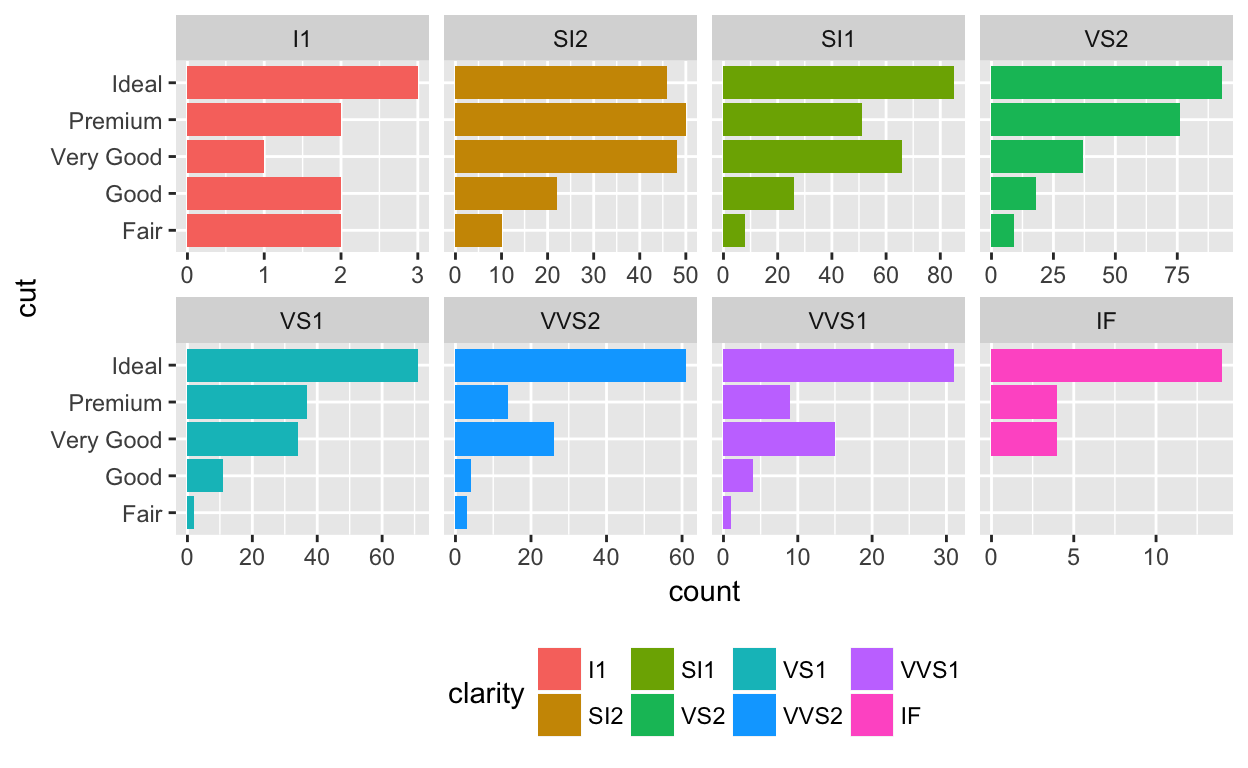 I1 SI2 SI1 VS2
Ideal
Premium
Very Good
Good
Fair
0 1 2 3 0 10 20 30 40 50 0 20 40 60 80 0 25 50 75
cut
VS1 VVS2 VVS1 IF
Ideal
Premium
Very Good
Good
Fair
0 20 40 60 0 20 40 60 0 10 20 30 0 5 10
count
clarity
I1 SI1 VS1 VVS1
SI2 VS2 VVS2 IF